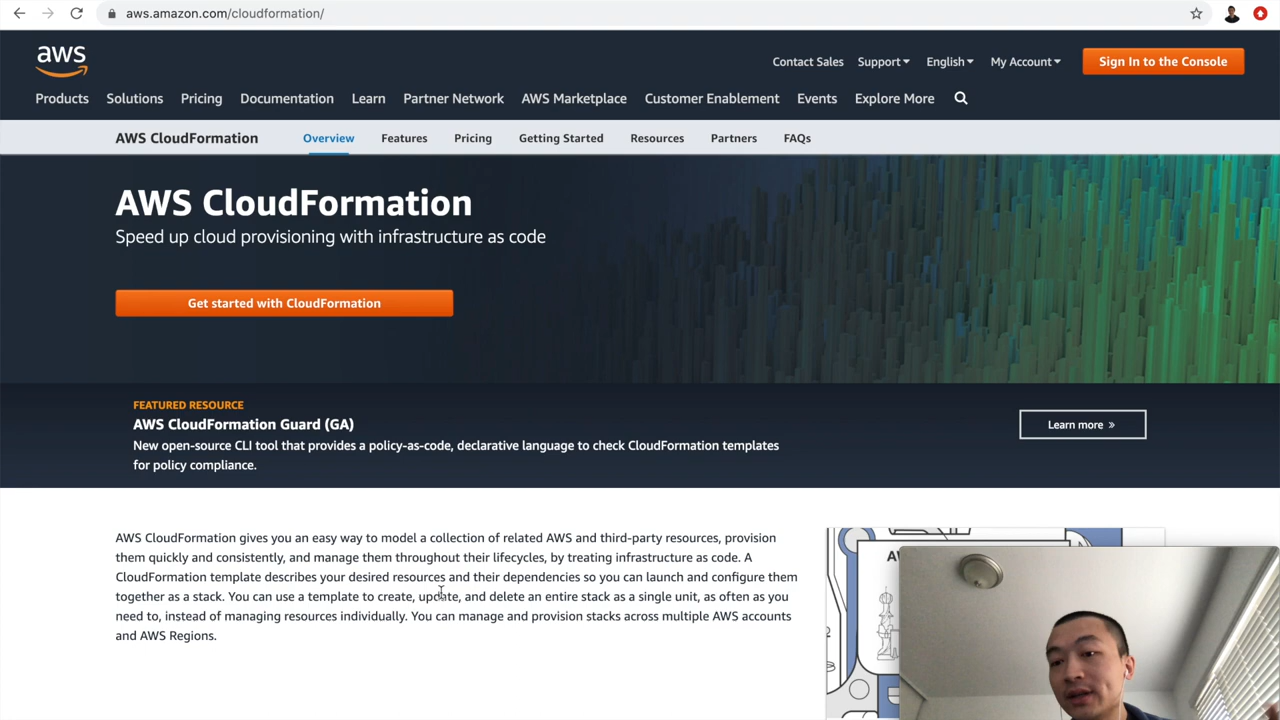 aws.amazon.com/cloudformation/
aws
Contact Sales Support English My Account Sign In to the Console
Products Solutions Pricing Documentation Learn Partner Network AWS Marketplace Customer Enablement Events Explore More
AWS CloudFormation Overview Features Pricing Getting Started Resources Partners FAQs
AWS CloudFormation
Speed up cloud provisioning with infrastructure as code
Get started with CloudFormation
FEATURED RESOURCE
AWS CloudFormation Guard (GA)
New open-source CLI tool that provides a policy-as-code, declarative language to check CloudFormation templates
for policy compliance.
Learn more »
AWS CloudFormation gives you an easy way to model a collection of related AWS and third-party resources, provision
them quickly and consistently, and manage them throughout their lifecycles, by treating infrastructure as code. A
CloudFormation template describes your desired resources and their dependencies so you can launch and configure them
together as a stack. You can use a template to create, update, and delete an entire stack as a single unit, as often as you
need to, instead of managing resources individually. You can manage and provision stacks across multiple AWS accounts
and AWS Regions.